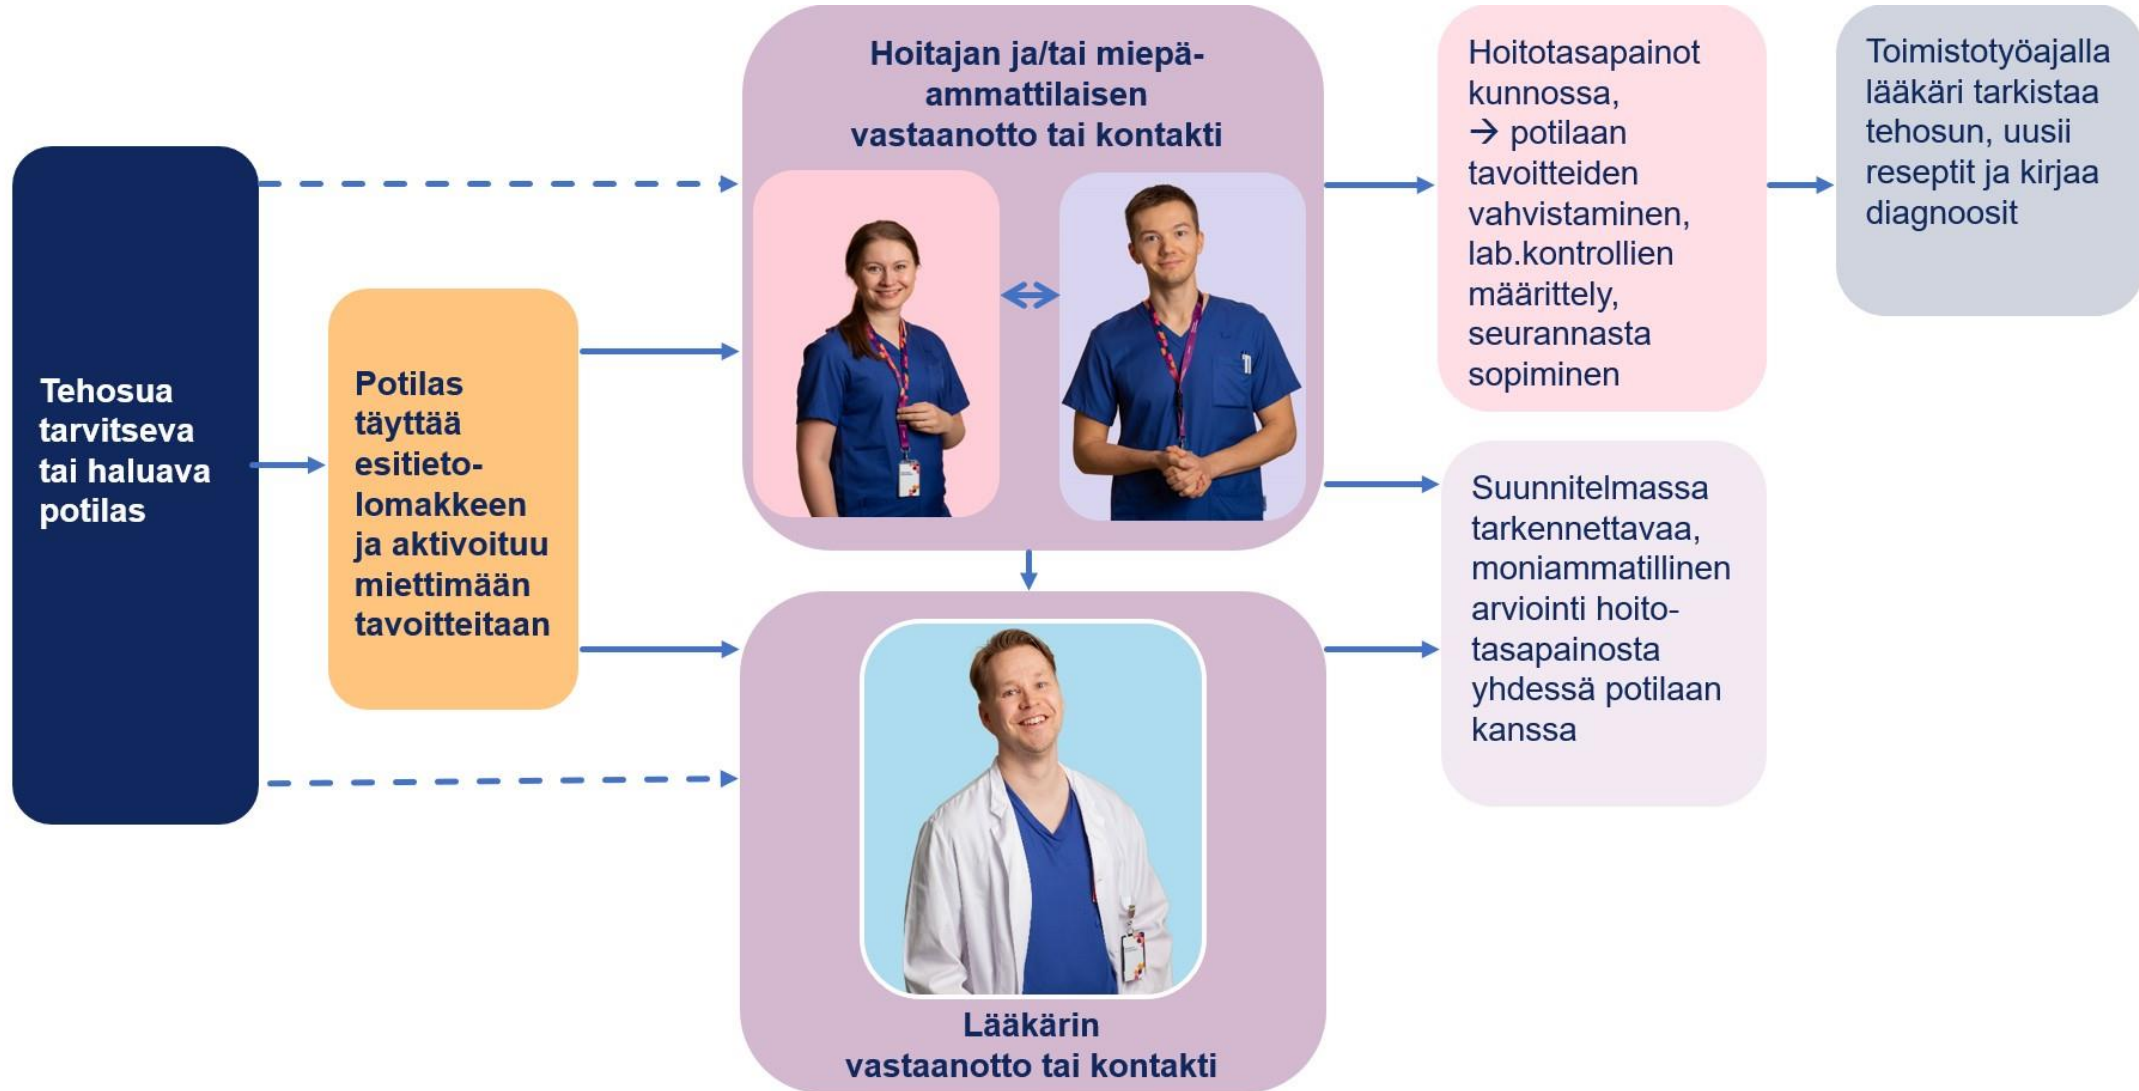 Tehosua
tarvitseva
tai haluava
potilas
Potilas
täyttää
esitieto-
lomakkeen
ja aktivoituu
miettimään
tavoitteitaan
Hoitajan ja/tai miepä-
ammattilaisen
vastaanotto tai kontakti
Lääkärin
vastaanotto tai kontakti
Hoitotasapainot
kunnossa,
→ potilaan
tavoitteiden
vahvistaminen,
lab.kontrollien
määrittely,
seurannasta
sopiminen
Suunnitelmassa
tarkennettavaa,
moniammatillinen
arviointi hoito-
tasapainosta
yhdessä potilaan
kanssa
Toimistotyöajalla
lääkäri tarkistaa
tehosun, uusii
reseptit ja kirjaa
diagnoosit